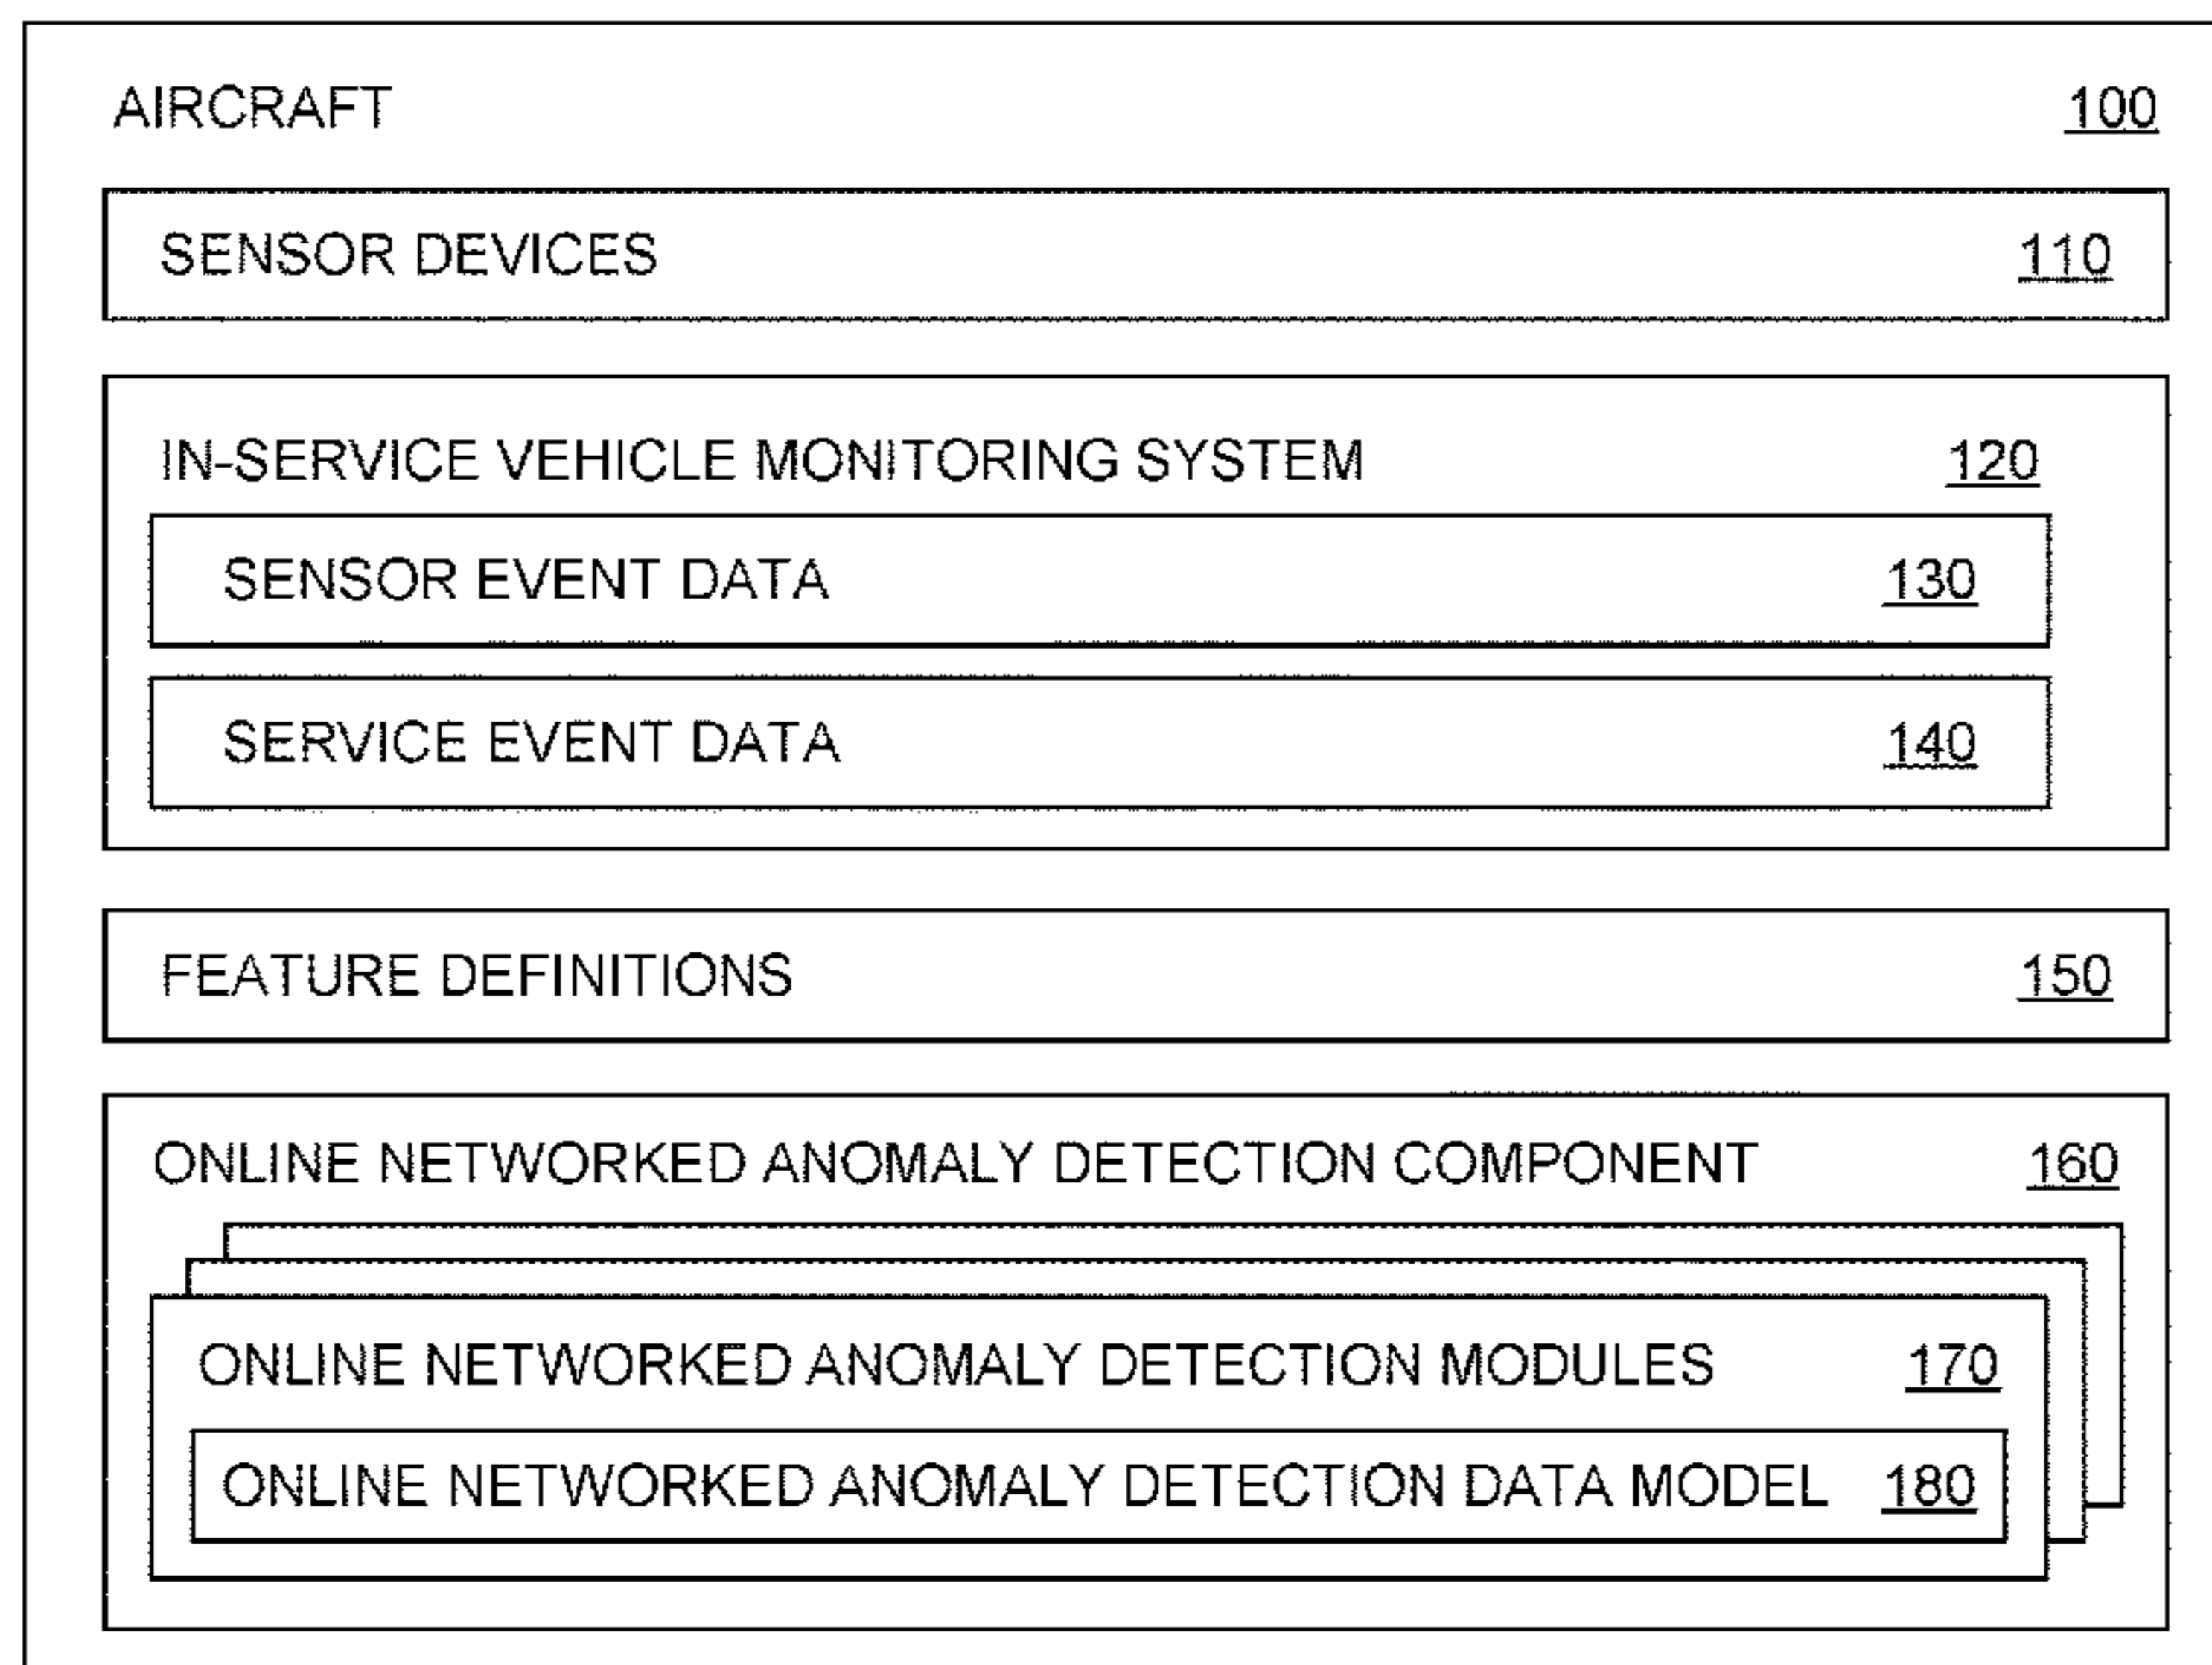 AIRCRAFT 100
SENSOR DEVICES 110
IN-SERVICE VEHICLE MONITORING SYSTEM 120
SENSOR EVENT DATA 130
SERVICE EVENT DATA 140
FEATURE DEFINITIONS 150
ONLINE NETWORKED ANOMALY DETECTION COMPONENT 160
ONLINE NETWORKED ANOMALY DETECTION MODULES 170
ONLINE NETWORKED ANOMALY DETECTION DATA MODEL 180